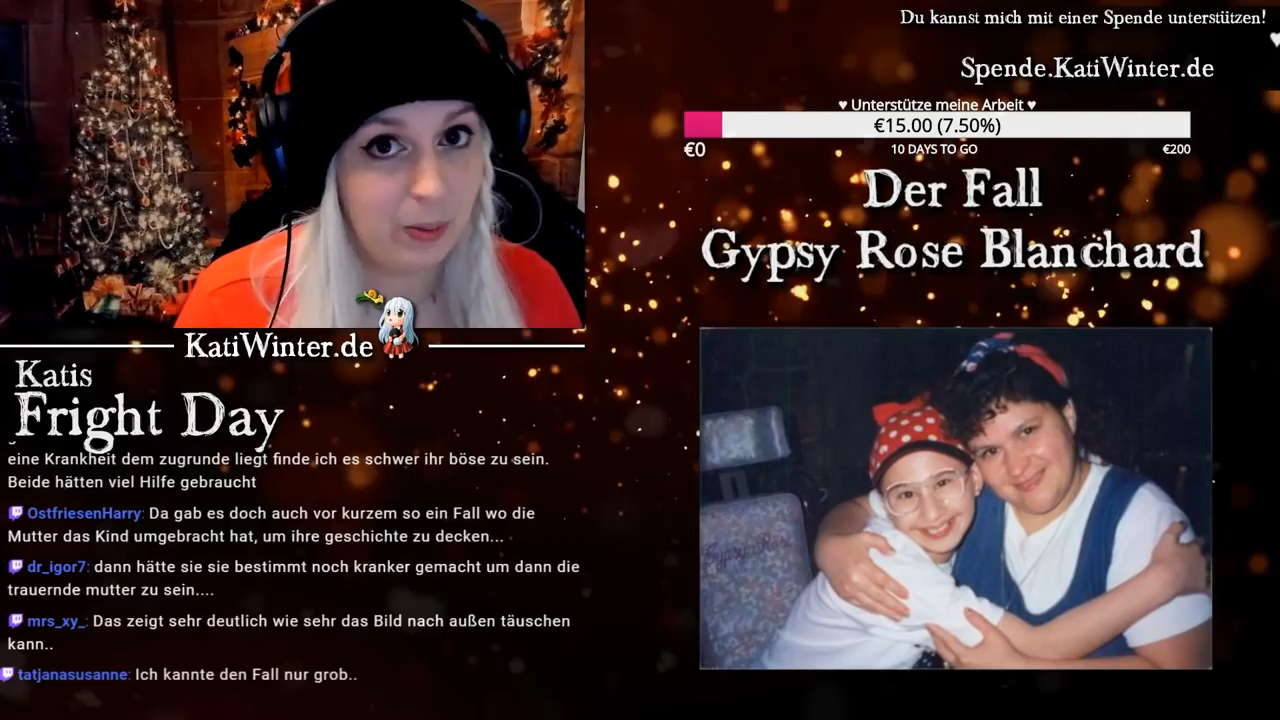 Du kannst mich mit einer Spende unterstützen!
Spende.KatiWinter.de
♥ Unterstütze meine Arbeit ♥
€15.00 (7.50%)
€0
10 DAYS TO GO
€200
Der Fall
Gypsy Rose Blanchard
KatiWinter.de
Katis
Fright Day
eine Krankheit dem zugrunde liegt finde ich es schwer ihr böse zu sein.
Beide hätten viel Hilfe gebraucht
OstfriesenHarry: Da gab es doch auch vor kurzem so ein Fall wo die
Mutter das Kind umgebracht hat, um ihre geschichte zu decken...
dr_igor7: dann hätte sie sie bestimmt noch kranker gemacht um dann die
trauernde mutter zu sein....
mrs_xy_: Das zeigt sehr deutlich wie sehr das Bild nach außen täuschen
kann..
tatjanasusanne: Ich kannte den Fall nur grob..
Gypsy Rose